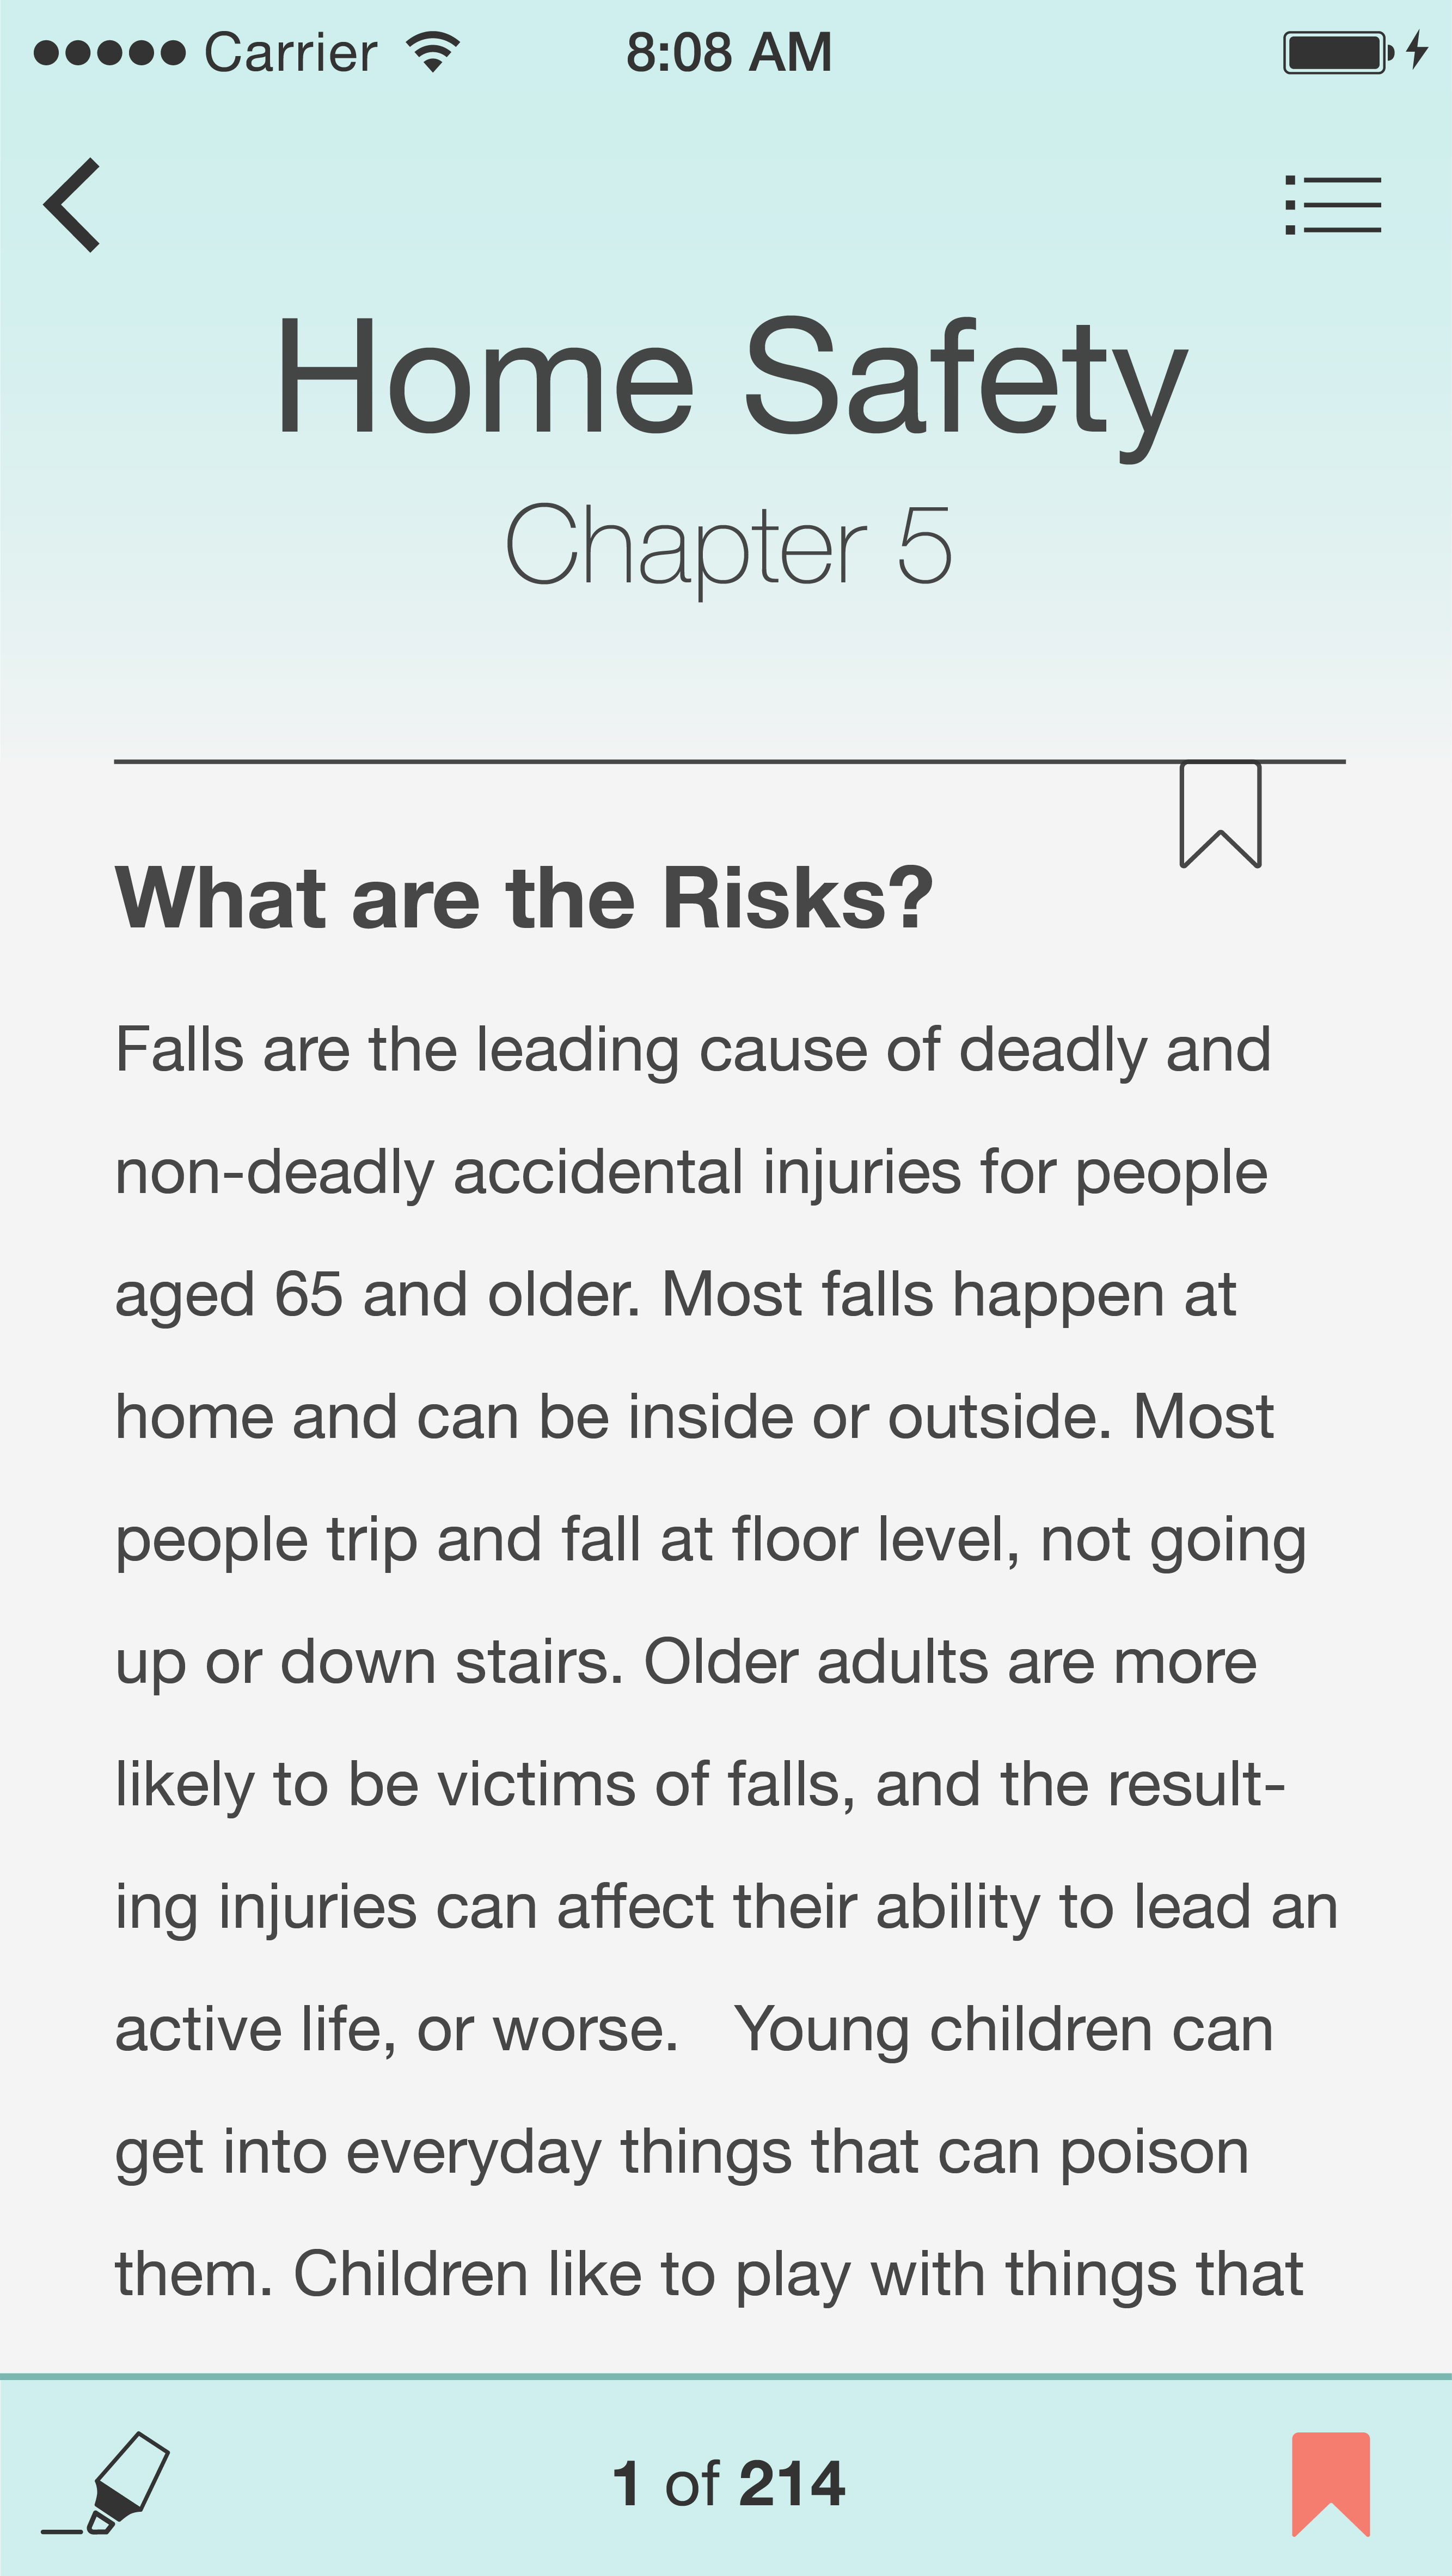 Carrier 8:08 AM
Home Safety
Chapter 5
What are the Risks?
Falls are the leading cause of deadly and
non-deadly accidental injuries for people
aged 65 and older. Most falls happen at
home and can be inside or outside. Most
people trip and fall at floor level, not going
up or down stairs. Older adults are more
likely to be victims of falls, and the result-
ing injuries can affect their ability to lead an
active life, or worse.   Young children can
get into everyday things that can poison
them. Children like to play with things that
1 of 214